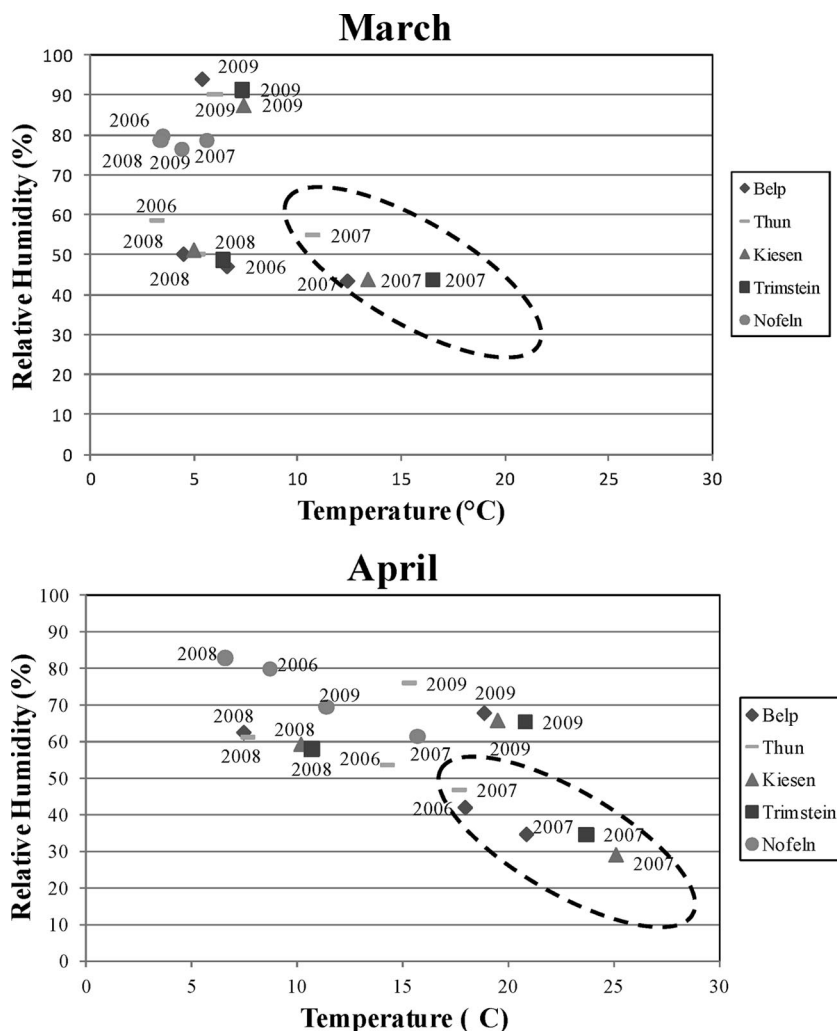 March
100
90
80
70
60
50
40
30
20
10
0
0 5 10 15 20 25 30
Relative Humidity (%)
Temperature (°C)
2009
2009
2009 2009
2006
2008 2009 2007
2006
2008 2008
2008 2006
2007
2007 2007 2007
Belp
Thun
Kiesen
Trimstein
Nofeln
April
100
90
80
70
60
50
40
30
20
10
0
0 5 10 15 20 25 30
Relative Humidity (%)
Temperature ( C)
2008 2006
2009
2009 2009
2009
2008 2008
2009
2008 2008 2006 2007
2007
2006
2007 2007
2007
Belp
Thun
Kiesen
Trimstein
Nofeln